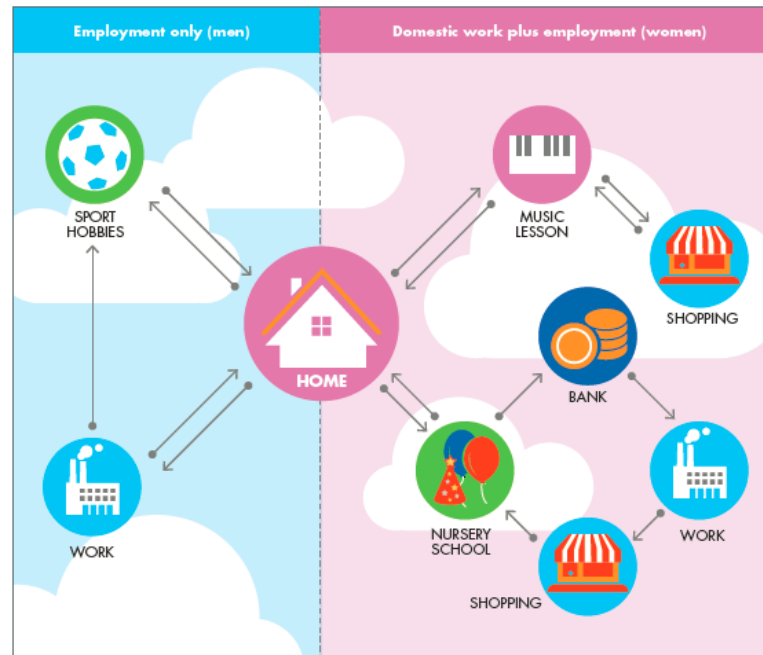 Employment only (men)
Domestic work plus employment (women)
SPORT
HOBBIES
MUSIC
LESSON
SHOPPING
HOME
BANK
WORK
NURSERY
SCHOOL
WORK
SHOPPING